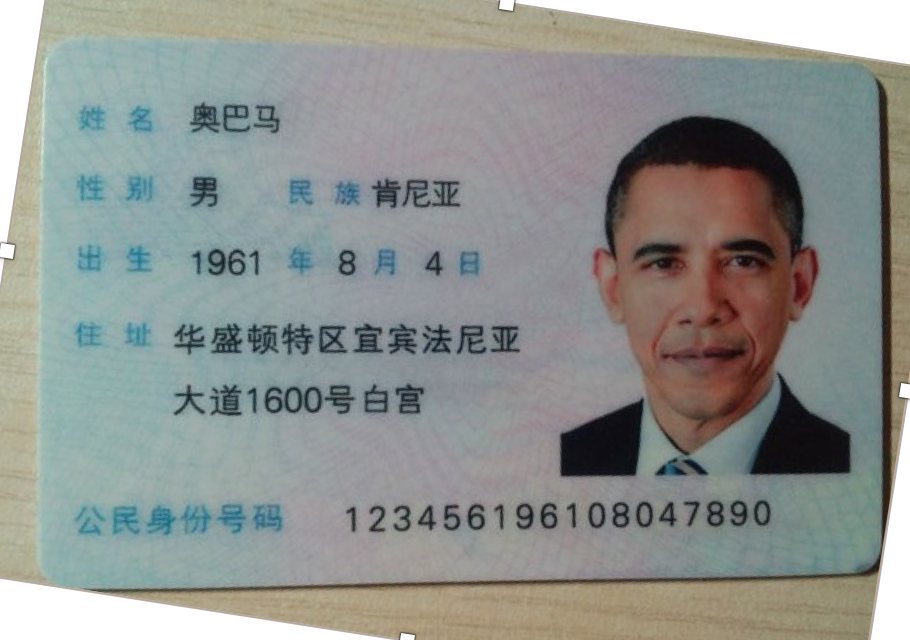 姓名 奥巴马
性别 男 民族 肯尼亚
出生 1961 年 8 月 4 日
住址 华盛顿特区宜宾法尼亚
大道1600号白宫
公民身份号码 123456196108047890